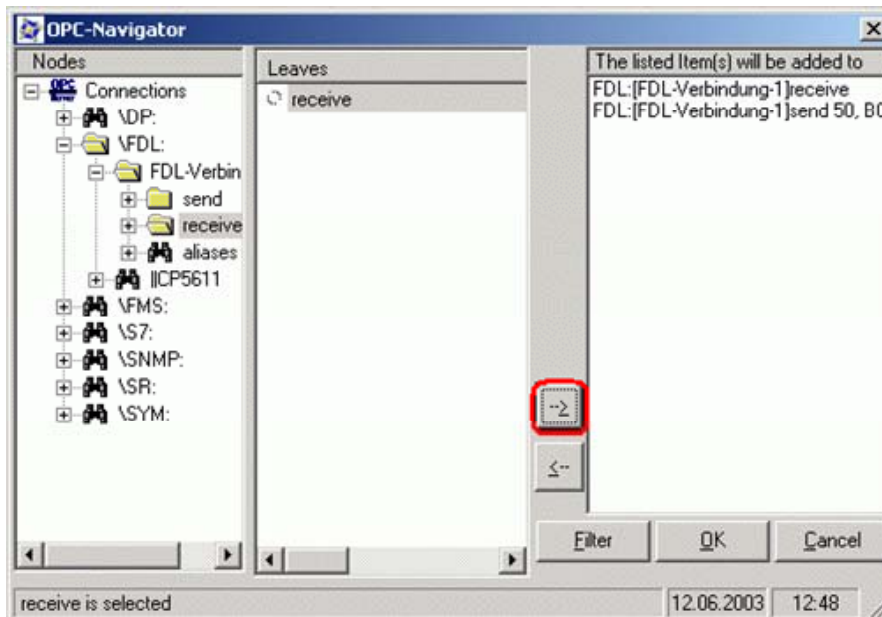 OPC-Navigator
Nodes
OPC
Connections
\DP:
\FDL:
FDL-Verbin
send
receive
aliases
||CP5611
\FMS:
\S7:
\SNMP:
\SR:
\SYM:
Leaves
receive
The listed Item(s) will be added to
FDL:[FDL-Verbindung-1]receive
FDL:[FDL-Verbindung-1]send 50, B0
-->
<--
Filter
OK
Cancel
receive is selected
12.06.2003
12:48